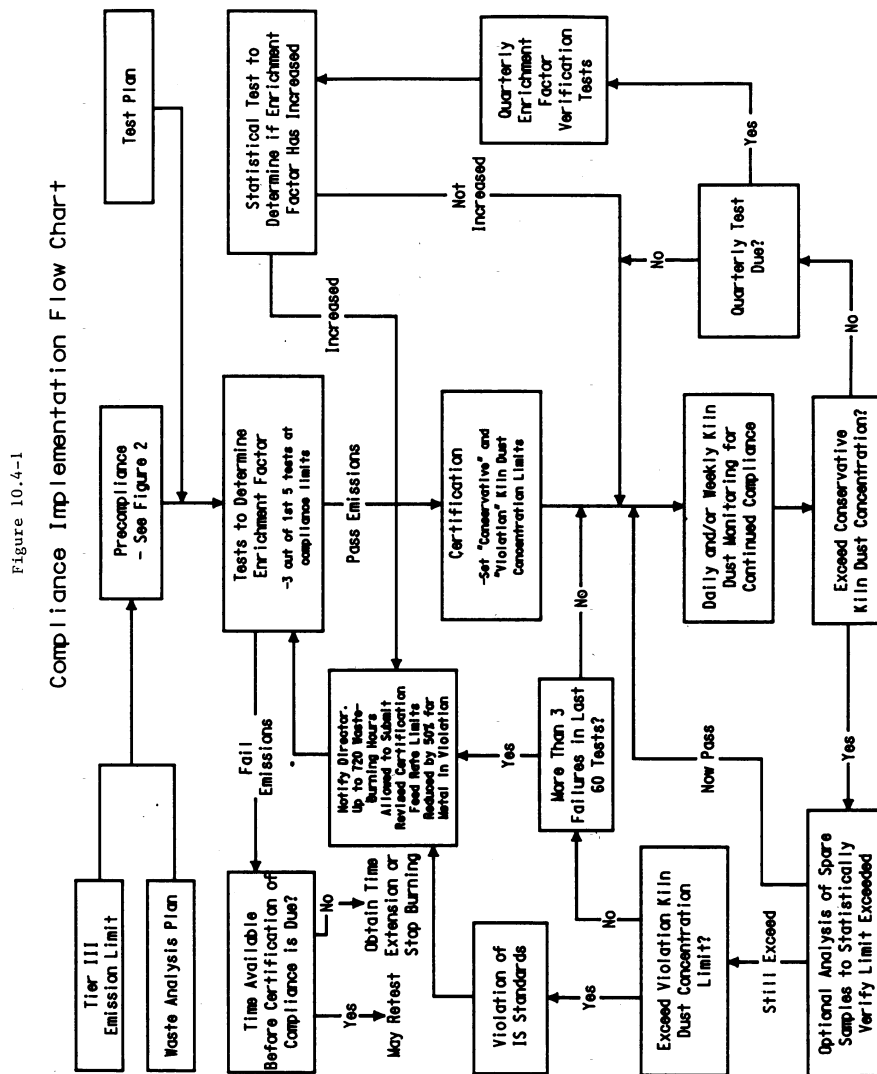 Figure 10.4-1
Compliance Implementation Flow Chart
Tier III
Emission Limit
Waste Analysis Plan
Precompliance
- See Figure 2
Test Plan
Time Available
Before Certification of
Compliance is Due?
Yes
May Retest
No
Obtain Time
Extension or
Stop Burning
Fail
Emissions
Tests to Determine
Enrichment Factor
-3 out of 1st 5 tests at
compliance limits
Pass Emissions
Statistical Test to
Determine if Enrichment
Factor Has Increased
Increased
Not
Increased
Notify Director.
Up to 720 Waste-
Burning Hours
Allowed to Submit
Revised Certification
Feed Rate Limits
Reduced by 50% for
Metal in Violation
Certification
-Set "Conservative" and
"Violation" Kiln Dust
Concentration Limits
Quarterly
Enrichment
Factor
Verification
Tests
Violation of
IS Standards
Yes
More Than 3
Failures in Last
60 Tests?
No
Yes
Exceed Violation Kiln
Dust Concentration
Limit?
No
Now Pass
Daily and/or Weekly Kiln
Dust Monitoring for
Continued Compliance
No
Quarterly Test
Due?
Yes
Still Exceed
Optional Analysis of Spare
Samples to Statistically
Verify Limit Exceeded
Yes
Exceed Conservative
Kiln Dust Concentration?
No